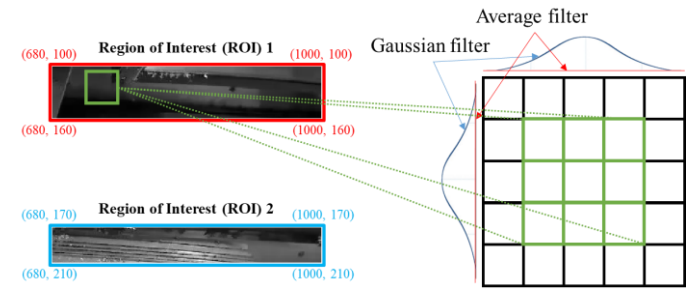 Average filter
Gaussian filter
(680, 100) Region of Interest (ROI) 1 (1000, 100)
(680, 160) (1000, 160)
(680, 170) Region of Interest (ROI) 2 (1000, 170)
(680, 210) (1000, 210)